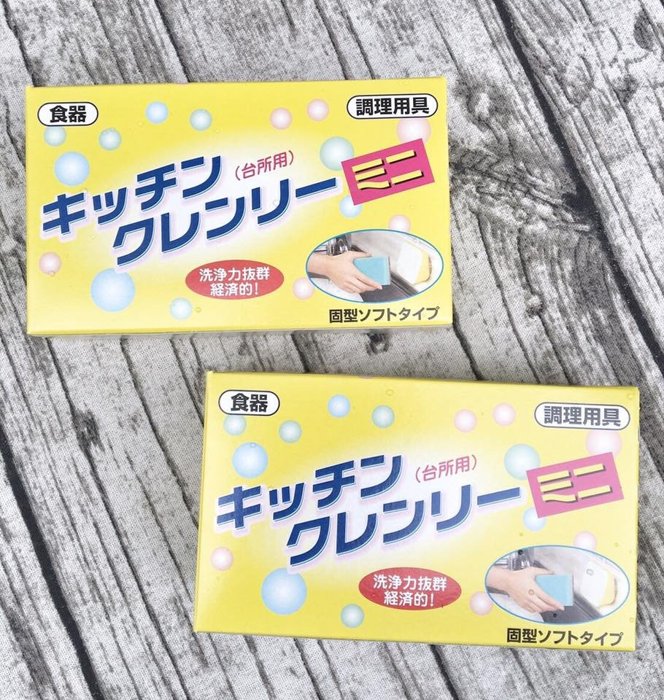 食器
調理用具
キッチン
（台所用）
クレンリー
ミニ
洗浄力抜群
経済的!
固型ソフトタイプ
食器
調理用具
キッチン
（台所用）
クレンリー
ミニ
洗浄力抜群
経済的!
固型ソフトタイプ